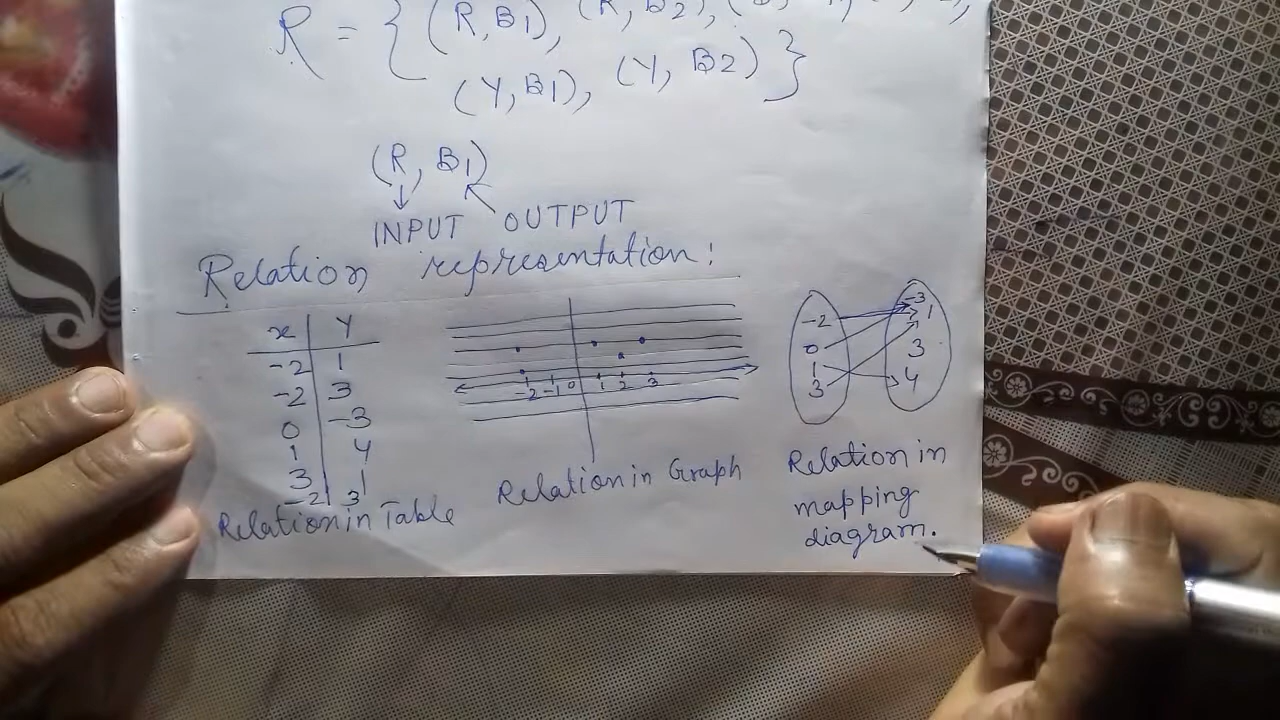 R = { (R, B1), (R, B2),
(Y, B1), (Y, B2) }
(R, B1)
INPUT OUTPUT
Relation representation:
x Y
-2 1
-2 3
0 -3
1 4
3 1
-2 3
Relation in Table
-2 -1 0 1 2 3
Relation in Graph
-2 0 1 3
-3 1 3 4
Relation in
mapping
diagram.